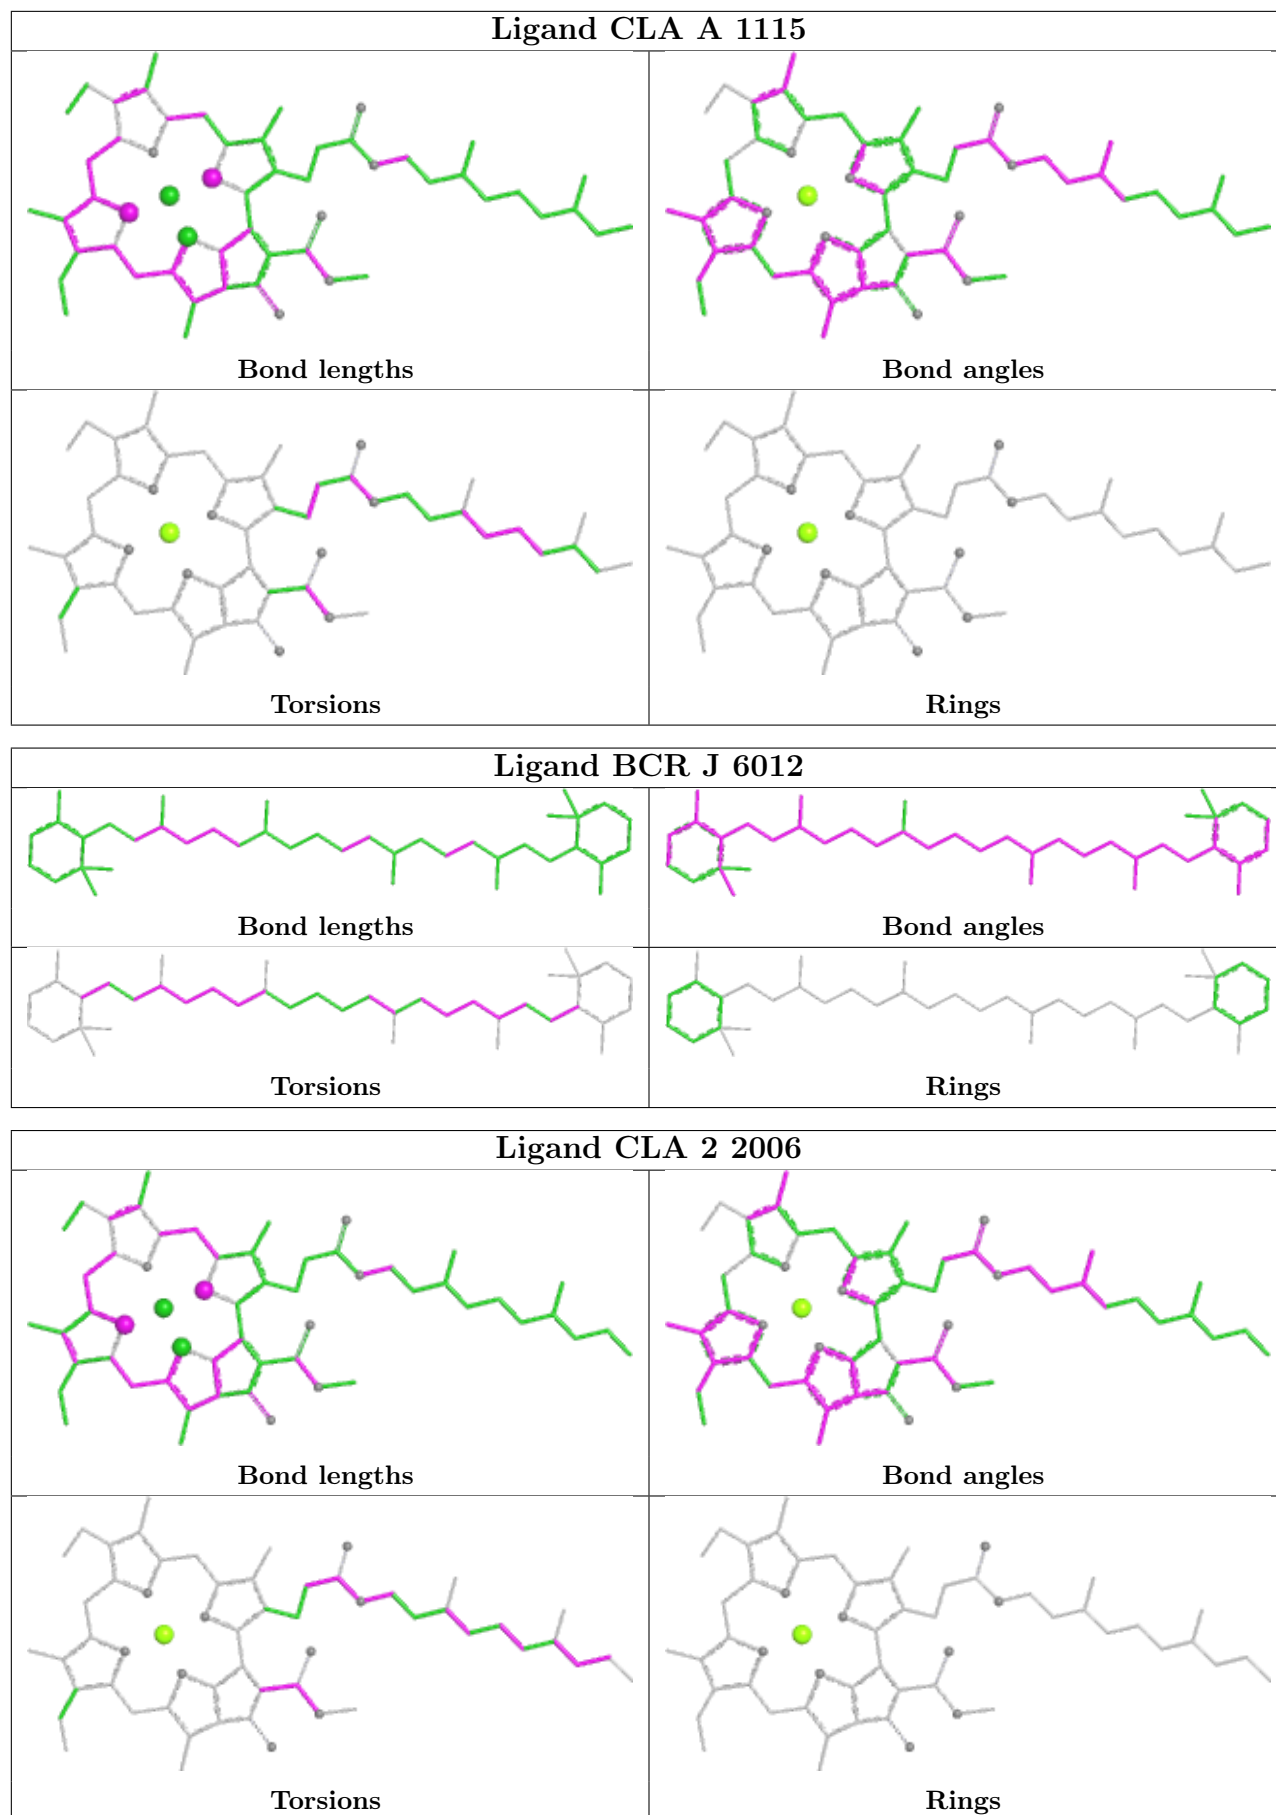 Ligand CLA A 1115
Bond lengths
Bond angles
Torsions
Rings
Ligand BCR J 6012
Bond lengths
Bond angles
Torsions
Rings
Ligand CLA 2 2006
Bond lengths
Bond angles
Torsions
Rings